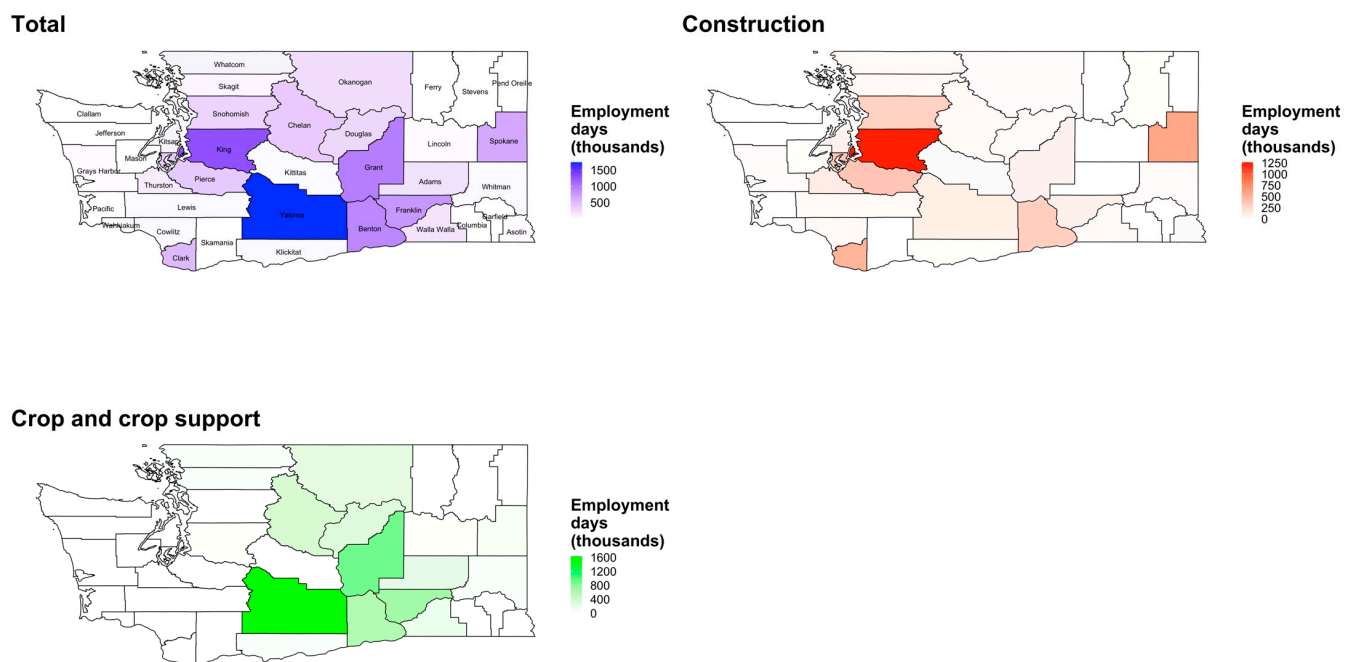 Total
Construction
Whatcom
Skagit
Okanogan
Ferry
Stevens
Pend Oreille
Clallam
Snohomish
Chelan
Douglas
Jefferson
Kitsap
King
Lincoln
Spokane
Mason
Grays Harbor
Kittitas
Grant
Thurston
Pierce
Adams
Whitman
Pacific
Lewis
Yakima
Franklin
Garfield
Wahkiakum
Cowlitz
Benton
Walla Walla
Columbia
Asotin
Skamania
Klickitat
Clark
Employment
days
(thousands)
1500
1000
500
Employment
days
(thousands)
1250
1000
750
500
250
0
Crop and crop support
Employment
days
(thousands)
1600
1200
800
400
0